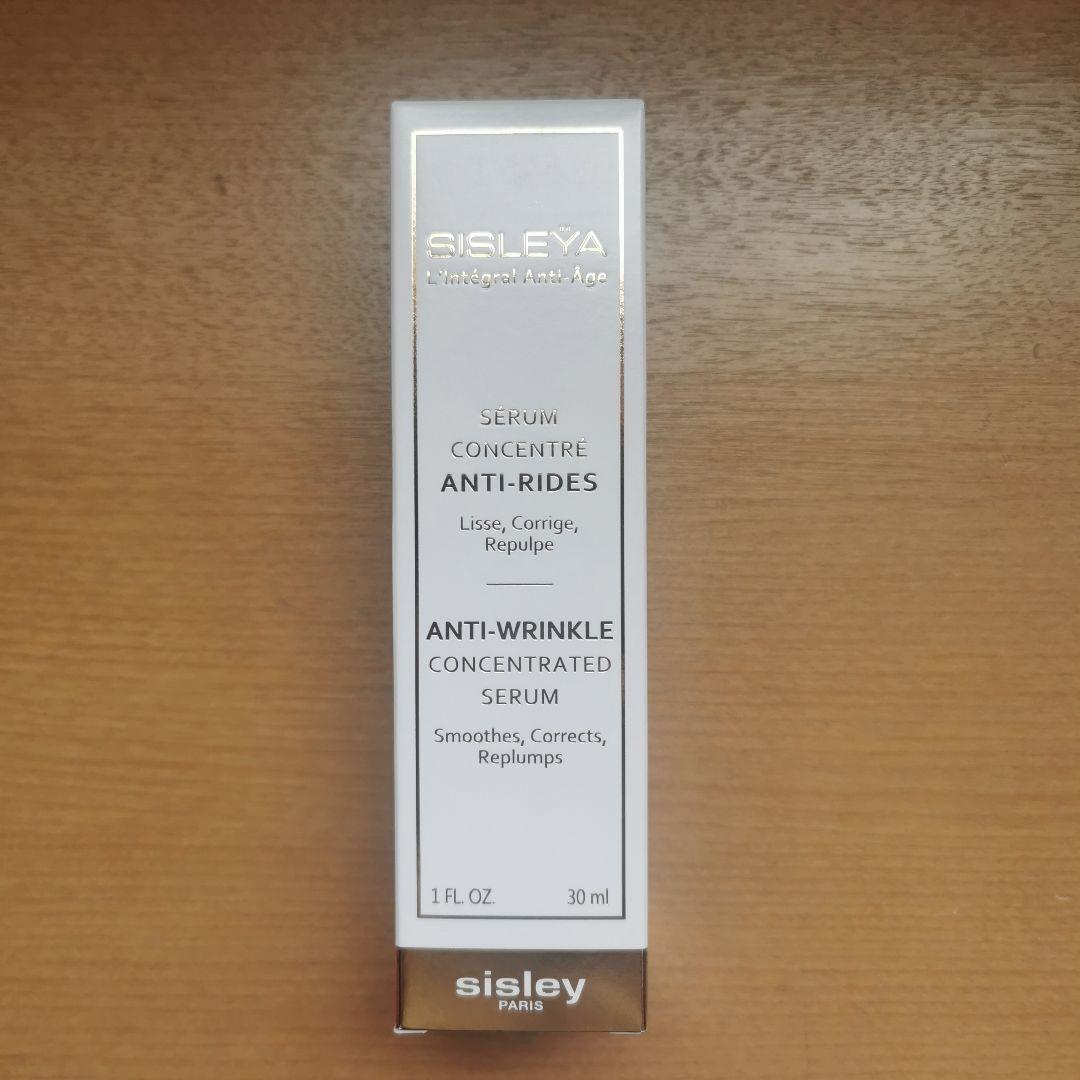 SISLEŸA
L'Intégral Anti-Âge
SÉRUM
CONCENTRÉ
ANTI-RIDES
Lisse, Corrige,
Repulpe
ANTI-WRINKLE
CONCENTRATED
SERUM
Smoothes, Corrects,
Replumps
1 FL. OZ. 30 ml
sisley
PARIS